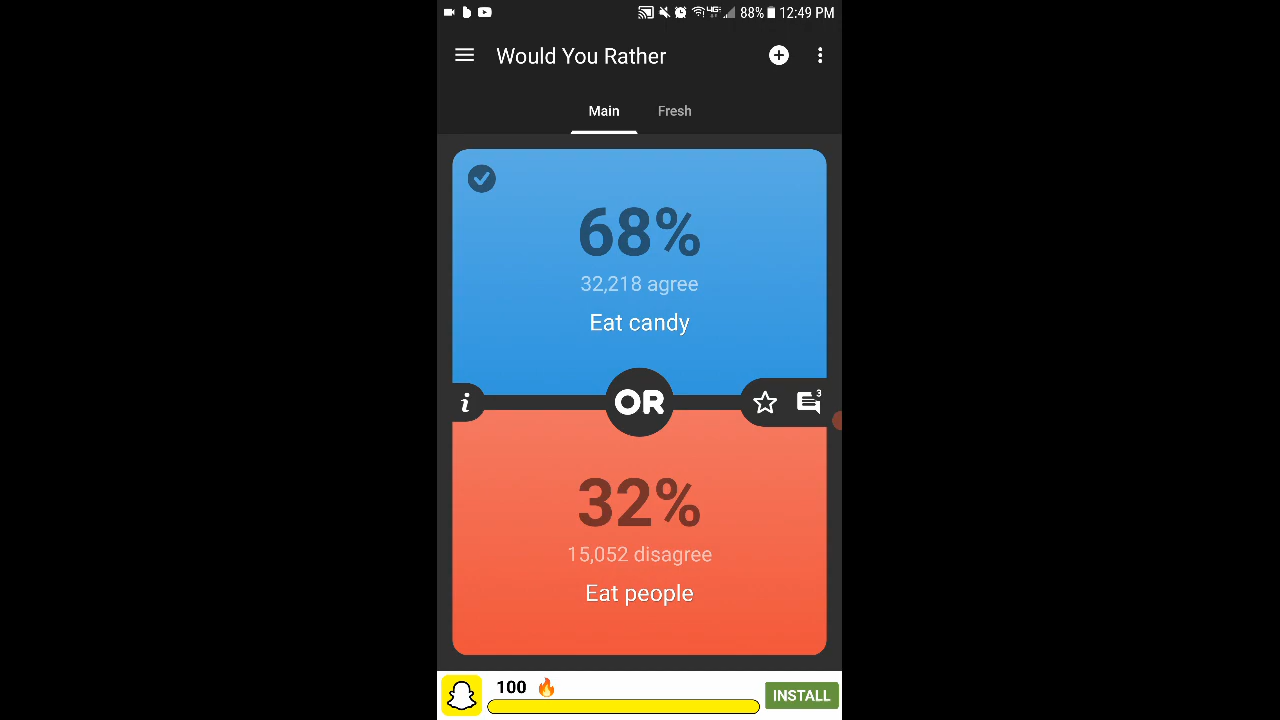 88% 12:49 PM
Would You Rather
Main Fresh
68%
32,218 agree
Eat candy
i OR 3
32%
15,052 disagree
Eat people
100 🔥
INSTALL